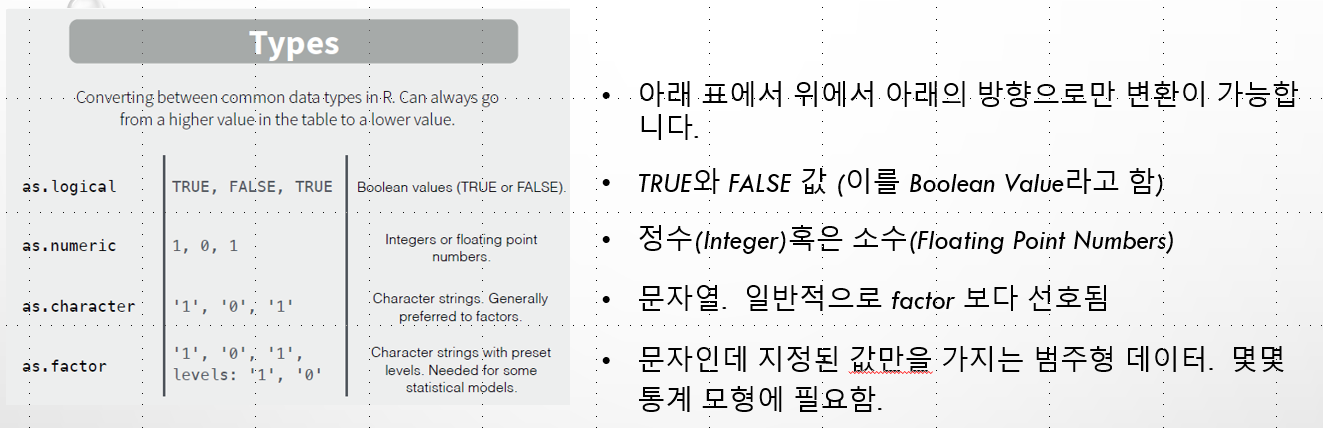 Types
Converting between common data types in R. Can always go
from a higher value in the table to a lower value.
as.logical TRUE, FALSE, TRUE Boolean values (TRUE or FALSE).
as.numeric 1, 0, 1 Integers or floating point
numbers.
as.character '1', '0', '1' Character strings. Generally
preferred to factors.
as.factor '1', '0', '1',
levels: '1', '0'
Character strings with preset
levels. Needed for some
statistical models.
• 아래 표에서 위에서 아래의 방향으로만 변환이 가능합
니다.
• TRUE와 FALSE 값 (이를 Boolean Value라고 함)
• 정수(Integer)혹은 소수(Floating Point Numbers)
• 문자열. 일반적으로 factor 보다 선호됨
• 문자인데 지정된 값만을 가지는 범주형 데이터. 몇몇
통계 모형에 필요함.